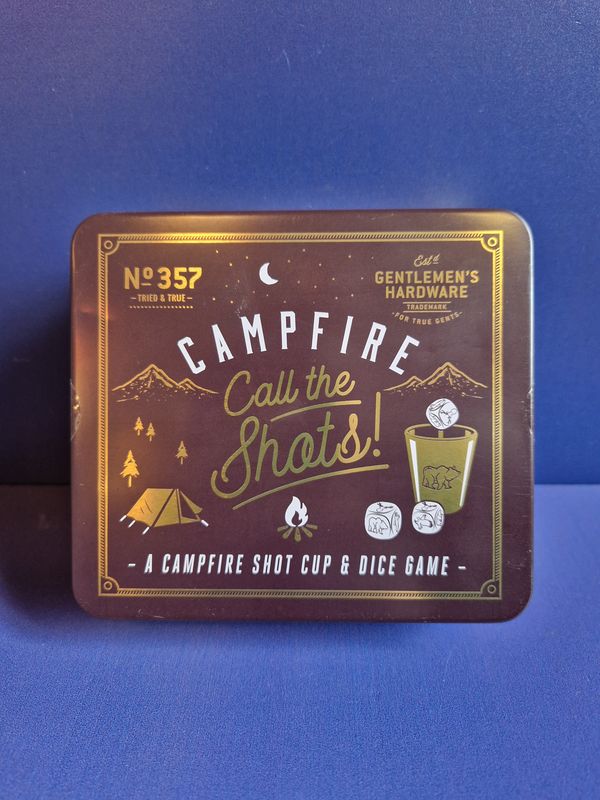 Nº 357
– TRIED & TRUE –
Estd
GENTLEMEN'S
HARDWARE
TRADEMARK
· FOR TRUE GENTS ·
CAMPFIRE
Call the
Shots!
– A CAMPFIRE SHOT CUP & DICE GAME –